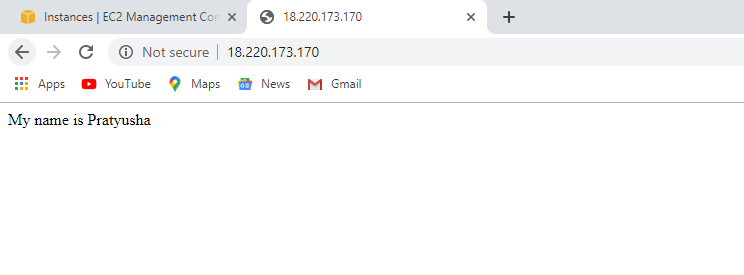 Instances | EC2 Management Con
18.220.173.170
Not secure
18.220.173.170
Apps
YouTube
Maps
News
Gmail
My name is Pratyusha